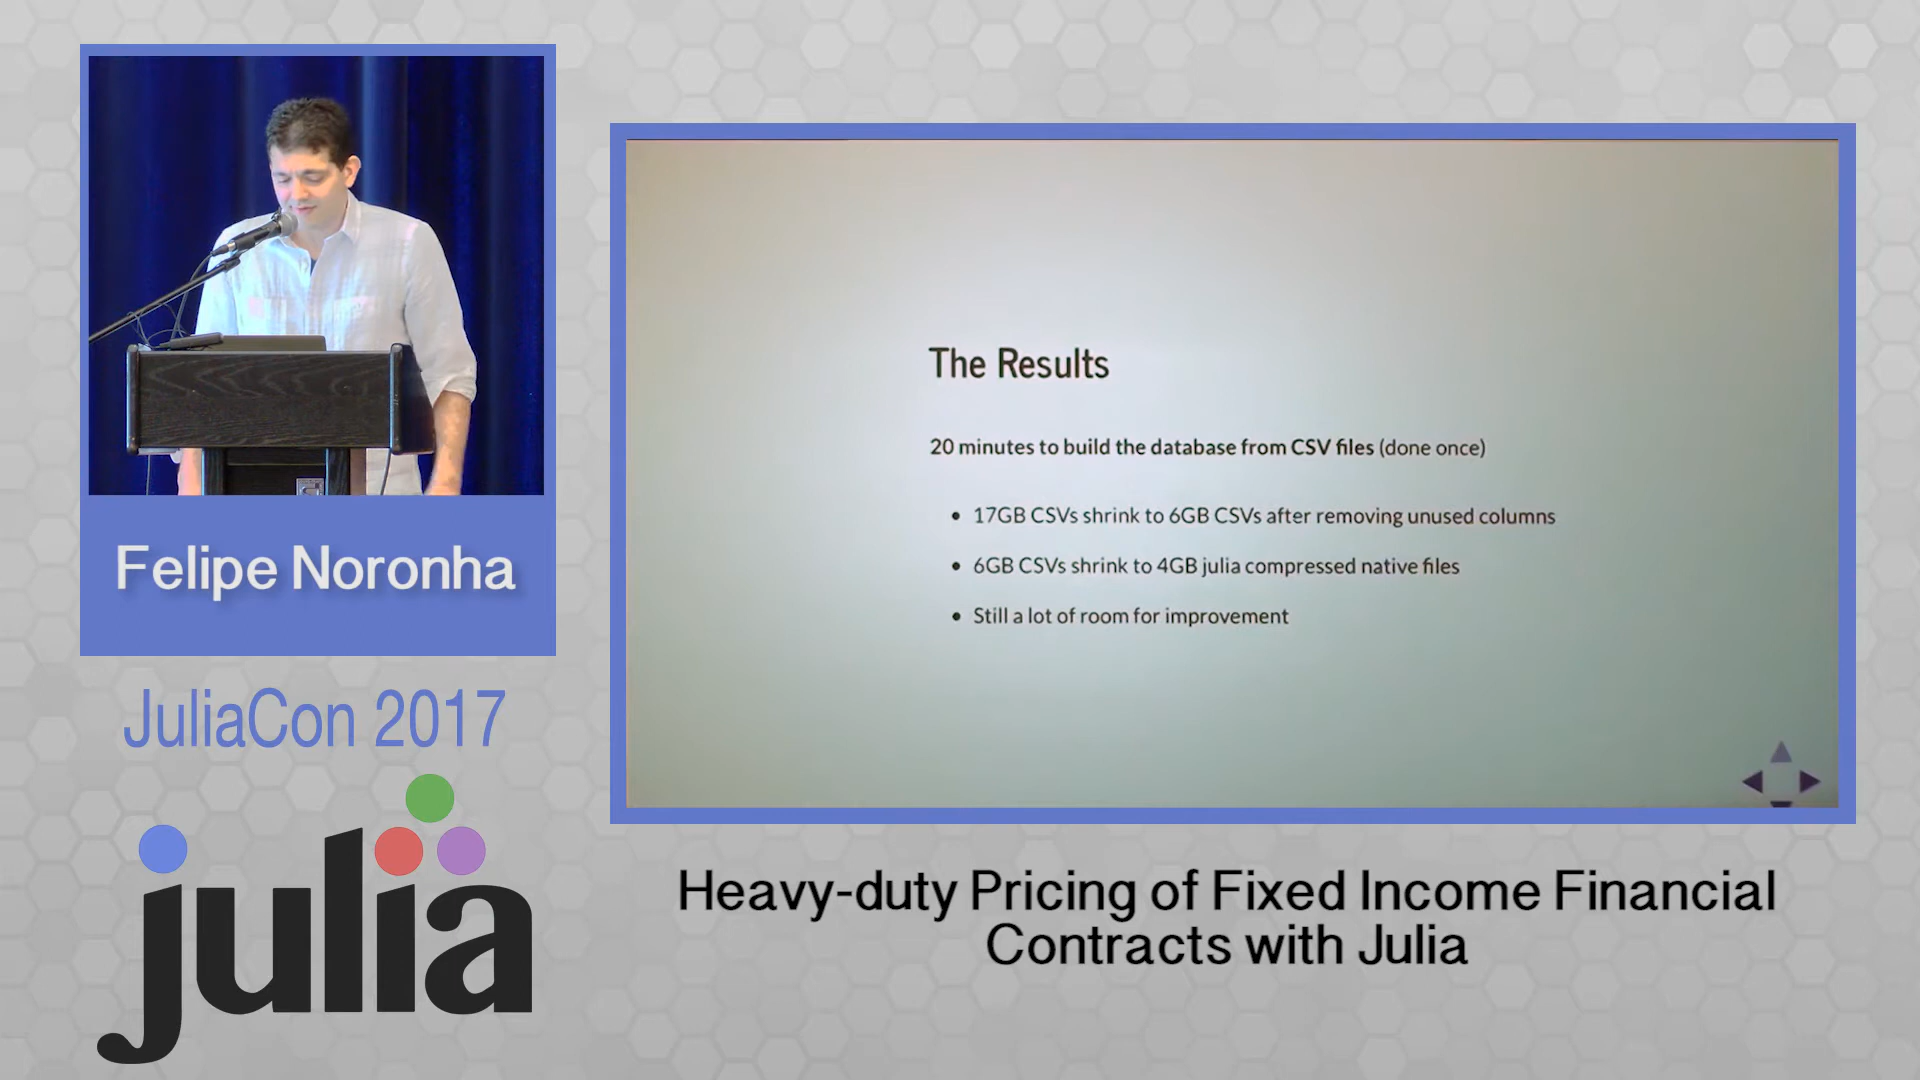 Felipe Noronha
JuliaCon 2017
julia
The Results
20 minutes to build the database from CSV files (done once)
• 17GB CSVs shrink to 6GB CSVs after removing unused columns
• 6GB CSVs shrink to 4GB julia compressed native files
• Still a lot of room for improvement
Heavy-duty Pricing of Fixed Income Financial
Contracts with Julia